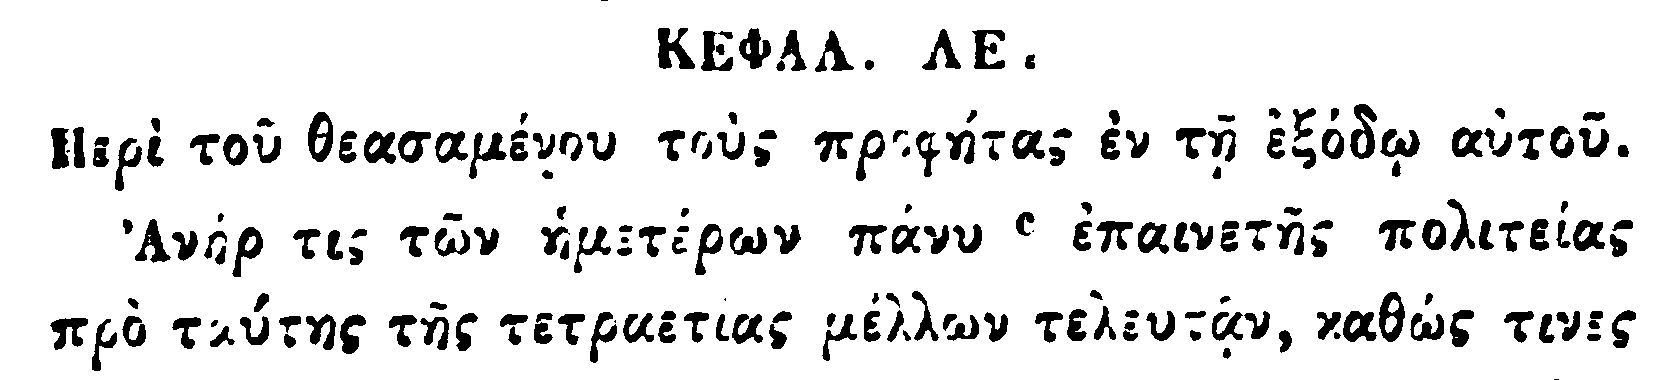 ΚΕΦΑΛ. ΛΕ.
Περὶ τοῦ θεασαμένου τοὺς προφήτας ἐν τῇ ἐξόδῳ αὐτοῦ.
Ἀνήρ τις τῶν ἡμετέρων πάνυ c ἐπαινετῆς πολιτείας
πρὸ ταύτης τῆς τετραετίας μέλλων τελευτᾷν, καθώς τινες